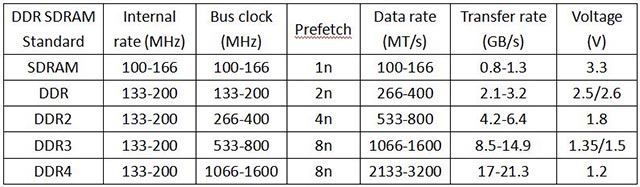 DDR SDRAM Standard | Internal rate (MHz) | Bus clock (MHz) | Prefetch | Data rate (MT/s) | Transfer rate (GB/s) | Voltage (V)
SDRAM | 100-166 | 100-166 | 1n | 100-166 | 0.8-1.3 | 3.3
DDR | 133-200 | 133-200 | 2n | 266-400 | 2.1-3.2 | 2.5/2.6
DDR2 | 133-200 | 266-400 | 4n | 533-800 | 4.2-6.4 | 1.8
DDR3 | 133-200 | 533-800 | 8n | 1066-1600 | 8.5-14.9 | 1.35/1.5
DDR4 | 133-200 | 1066-1600 | 8n | 2133-3200 | 17-21.3 | 1.2